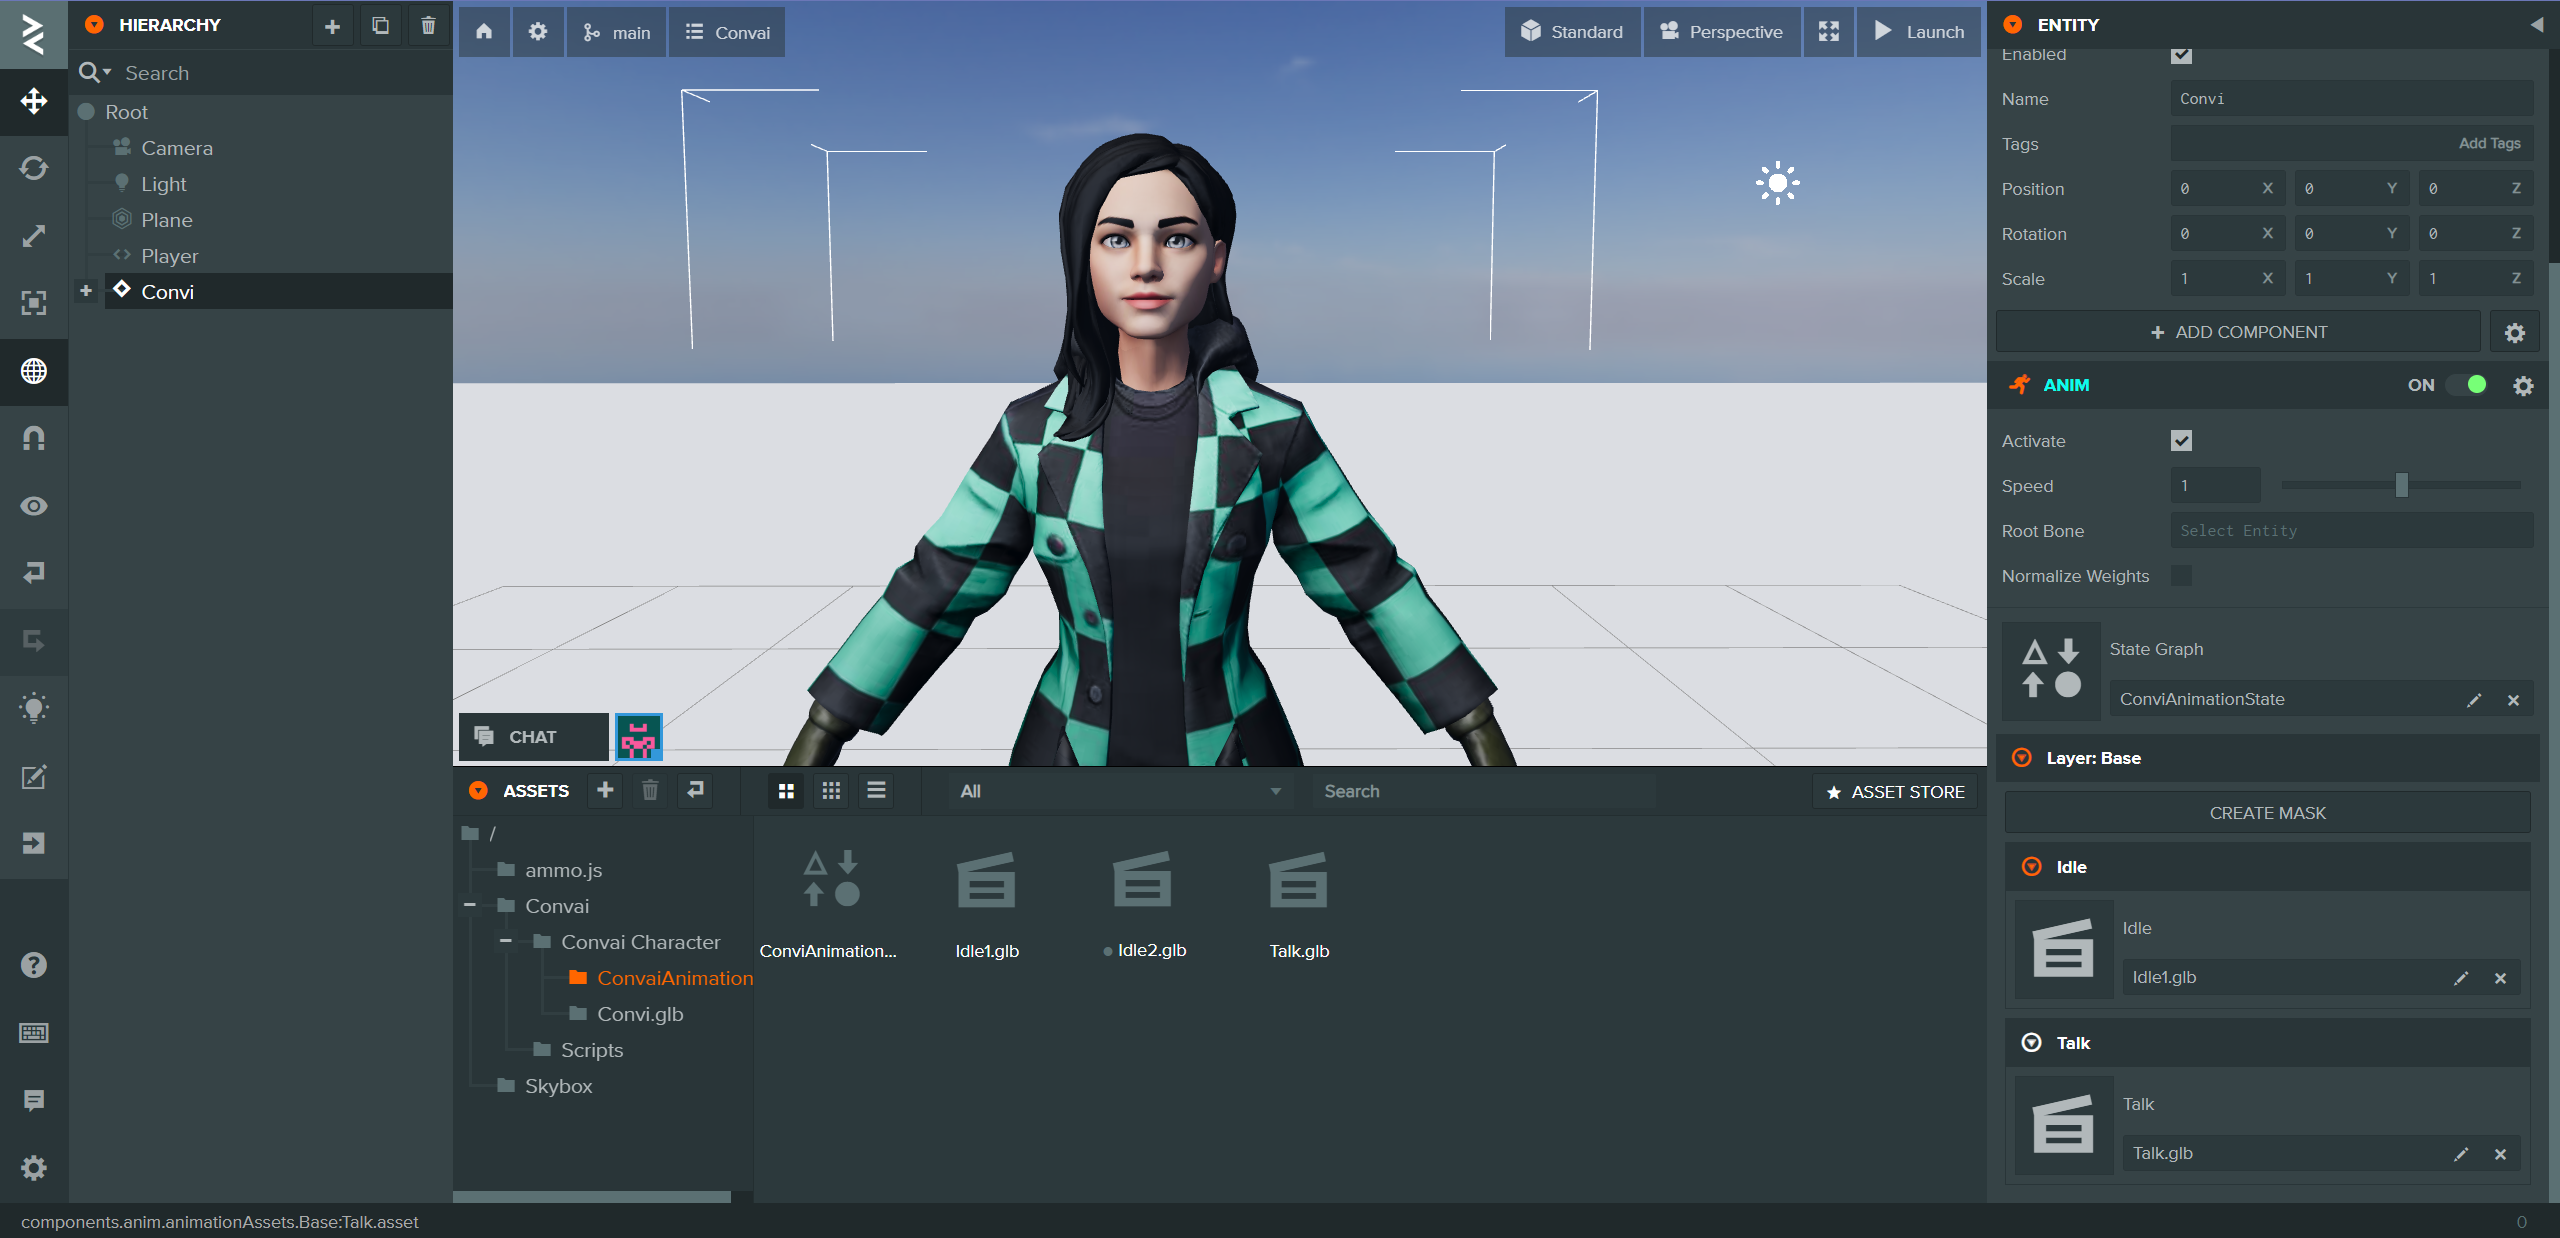 HIERARCHY
Search
Root
Camera
Light
Plane
Player
Convi
main
Convai
Standard
Perspective
Launch
CHAT
ASSETS
All
Search
ASSET STORE
/
ammo.js
Convai
Convai Character
ConvaiAnimation
Convi.glb
Scripts
Skybox
ConviAnimation...
Idle1.glb
Idle2.glb
Talk.glb
ENTITY
Enabled
Name Convi
Tags Add Tags
Position 0 X 0 Y 0 Z
Rotation 0 X 0 Y 0 Z
Scale 1 X 1 Y 1 Z
ADD COMPONENT
ANIM ON
Activate
Speed 1
Root Bone Select Entity
Normalize Weights
State Graph
ConviAnimationState
Layer: Base
CREATE MASK
Idle
Idle
Idle1.glb
Talk
Talk
Talk.glb
components.anim.animationAssets.Base:Talk.asset
0